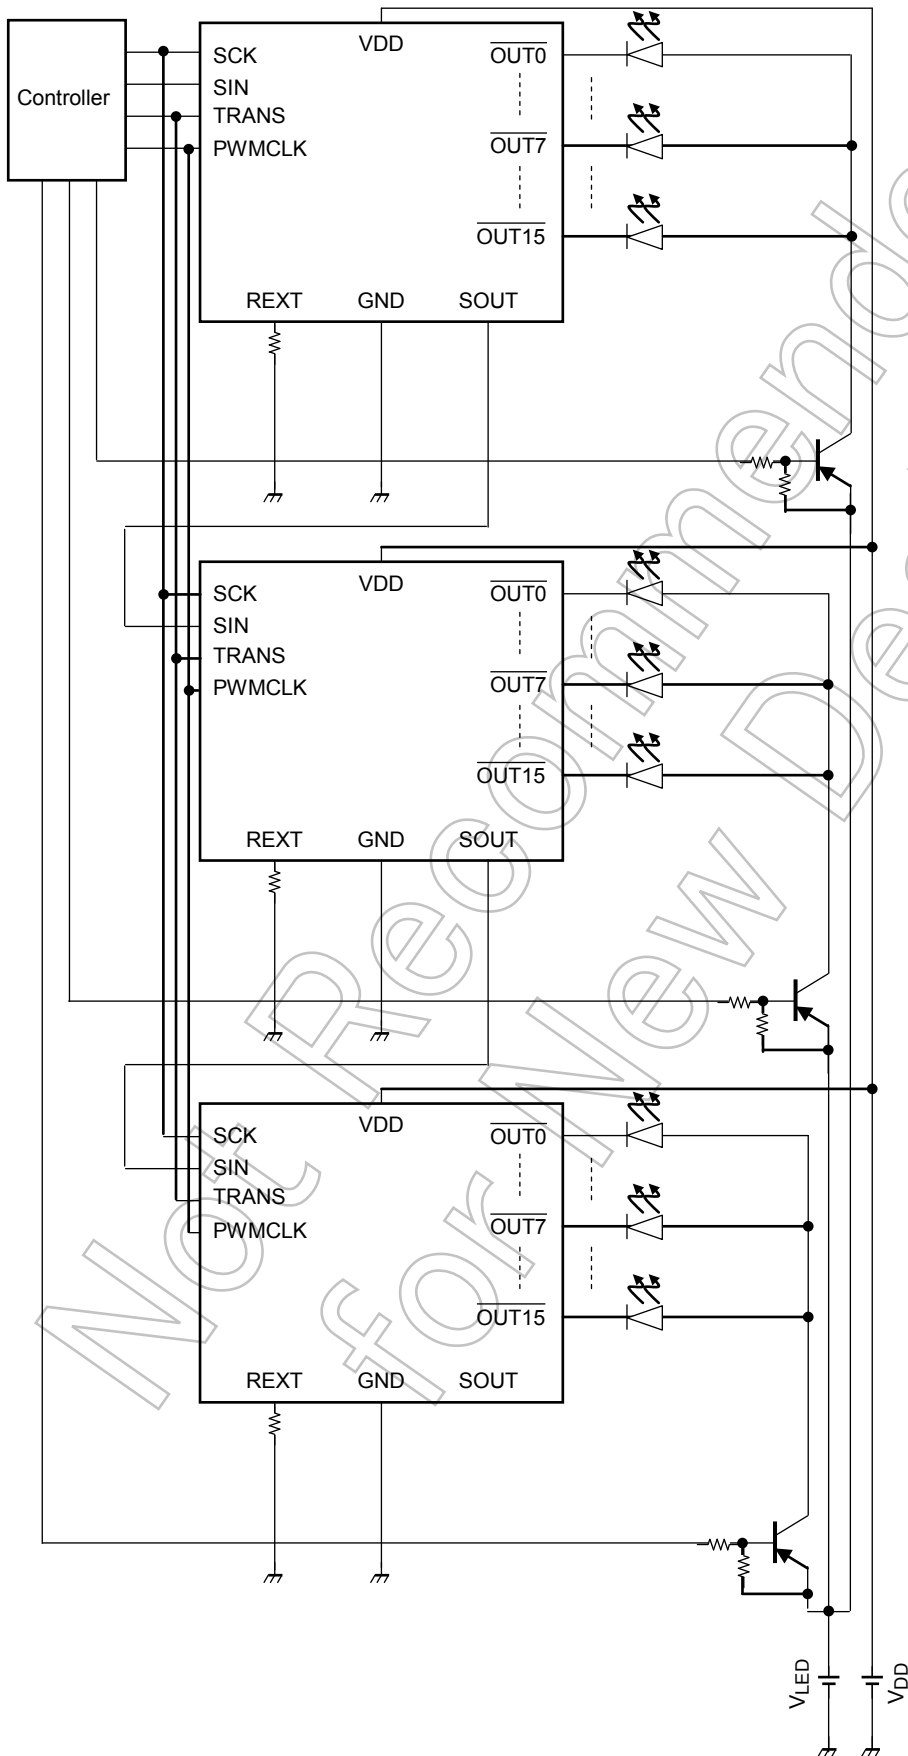 Controller
SCK
SIN
TRANS
PWMCLK
VDD
OUT0
OUT7
OUT15
REXT
GND
SOUT
SCK
SIN
TRANS
PWMCLK
VDD
OUT0
OUT7
OUT15
REXT
GND
SOUT
SCK
SIN
TRANS
PWMCLK
VDD
OUT0
OUT7
OUT15
REXT
GND
SOUT
VLED
VDD
Not Recommende
for New De